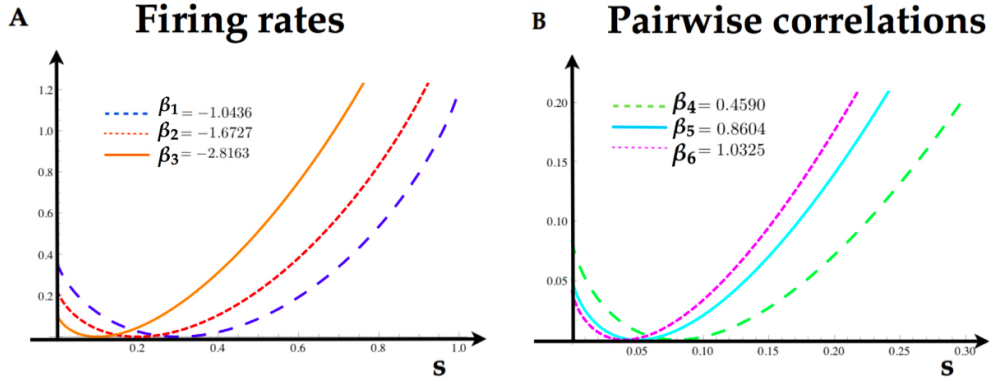 A
Firing rates
1.2
1.0
0.8
0.6
0.4
0.2
β1 = −1.0436
β2 = −1.6727
β3 = −2.8163
0.2 0.4 0.6 0.8 1.0
s
B
Pairwise correlations
0.20
0.15
0.10
0.05
β4 = 0.4590
β5 = 0.8604
β6 = 1.0325
0.05 0.10 0.15 0.20 0.25 0.30
s